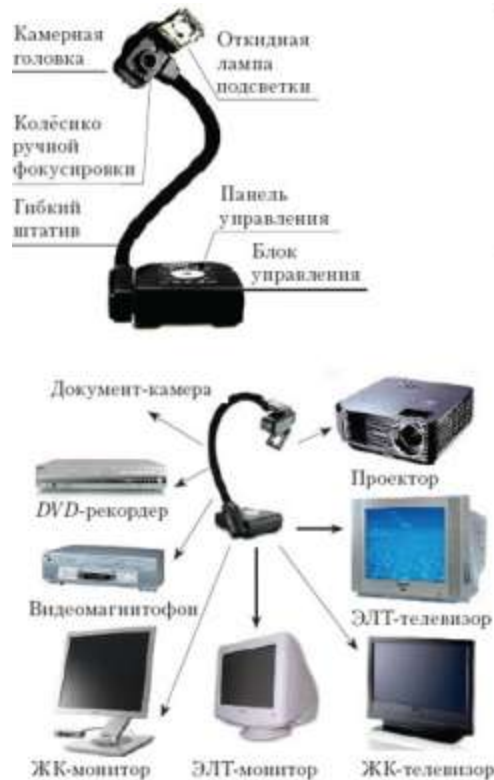 Камерная
головка
Откидная
лампа
подсветки
Колёсико
ручной
фокусировки
Гибкий
штатив
Панель
управления
Блок
управления
Документ-камера
Проектор
DVD-рекордер
Видеомагнитофон
ЭЛТ-телевизор
ЖК-монитор
ЭЛТ-монитор
ЖК-телевизор